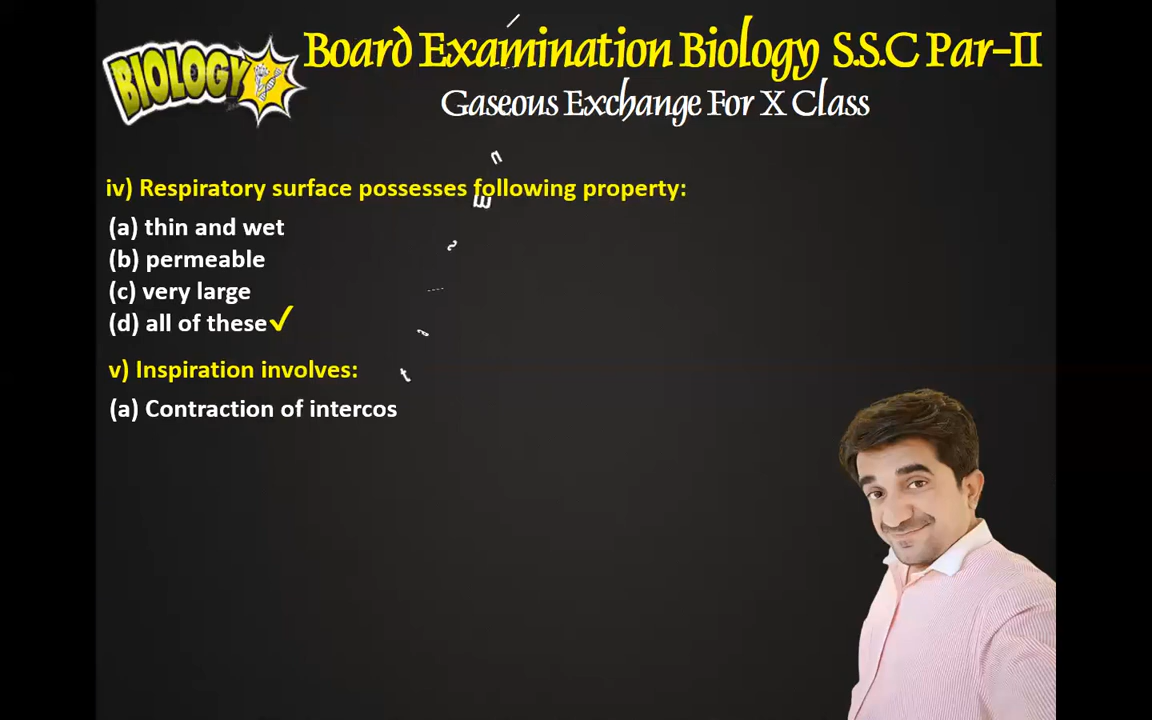 BIOLOGY
Board Examination Biology S.S.C Par-II
Gaseous Exchange For X Class
iv) Respiratory surface possesses following property:
(a) thin and wet
(b) permeable
(c) very large
(d) all of these✓
v) Inspiration involves:
(a) Contraction of intercos